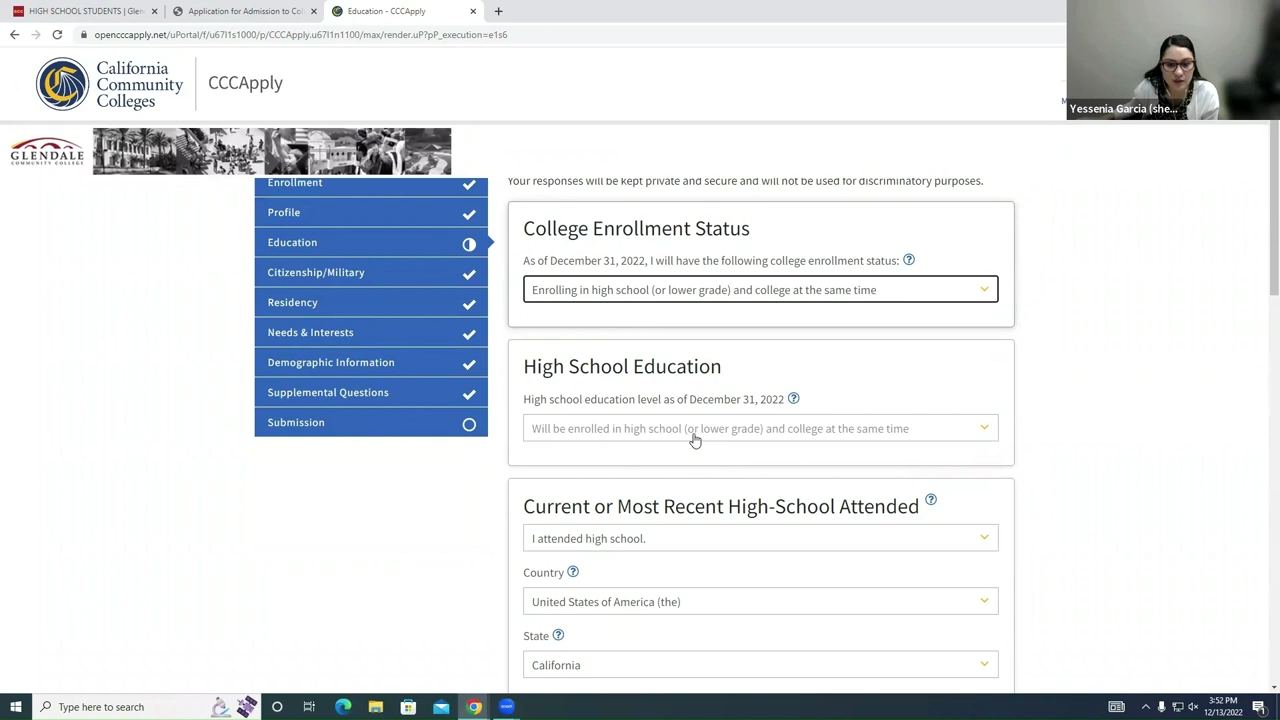 HIGH SCHOOL STUDENTS | Glen
Application for Admission to Col
Education - CCCApply
opencccapply.net/uPortal/f/u67l1s1000/p/CCCApply.u67l1n1100/max/render.uP?pP_execution=e1s6
California
Community
Colleges
CCCApply
Yessenia Garcia (she...
GLENDALE
COMMUNITY COLLEGE
Enrollment
Profile
Education
Citizenship/Military
Residency
Needs & Interests
Demographic Information
Supplemental Questions
Submission
Your responses will be kept private and secure and will not be used for discriminatory purposes.
College Enrollment Status
As of December 31, 2022, I will have the following college enrollment status:
Enrolling in high school (or lower grade) and college at the same time
High School Education
High school education level as of December 31, 2022
Will be enrolled in high school (or lower grade) and college at the same time
Current or Most Recent High-School Attended
I attended high school.
Country
United States of America (the)
State
California
Type here to search
3:52 PM
12/13/2022